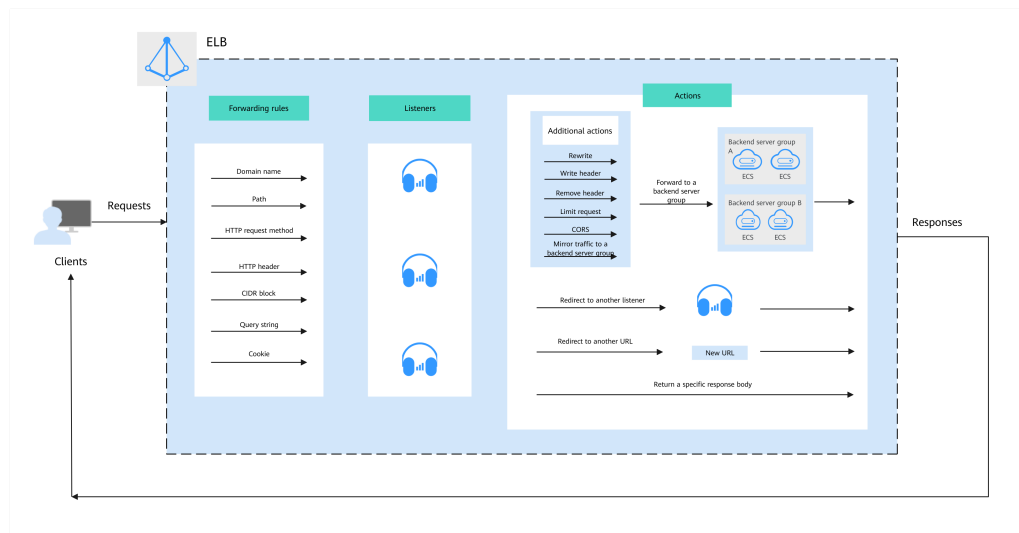 ELB
Forwarding rules
Listeners
Actions
Domain name
Path
HTTP request method
HTTP header
CIDR block
Query string
Cookie
Additional actions
Rewrite
Write header
Remove header
Limit request
CORS
Mirror traffic to a
backend server group
Forward to a
backend server
group
Backend server group
A
ECS
ECS
Backend server group B
ECS
ECS
Redirect to another listener
Redirect to another URL
New URL
Return a specific response body
Requests
Clients
Responses